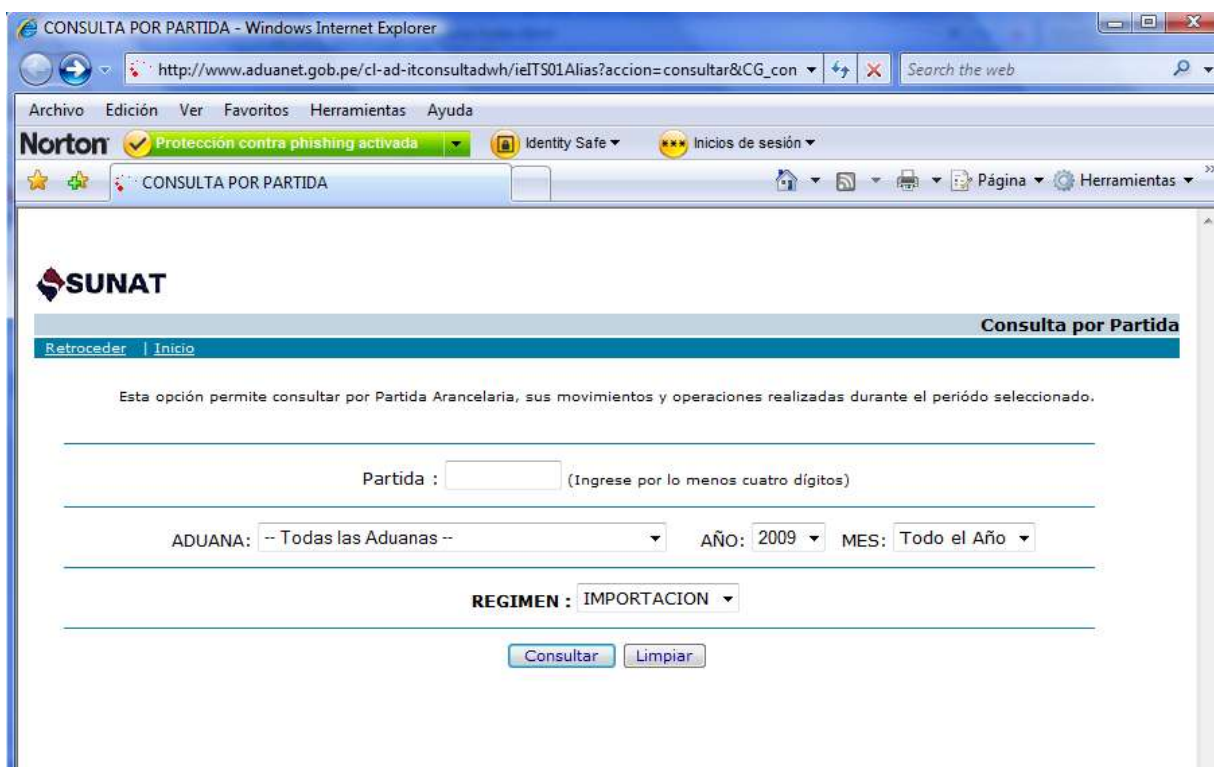 CONSULTA POR PARTIDA - Windows Internet Explorer
http://www.aduanet.gob.pe/cl-ad-itconsultadwh/ieITS01Alias?accion=consultar&CG_con
Search the web
Archivo Edición Ver Favoritos Herramientas Ayuda
Norton Protección contra phishing activada Identity Safe Inicios de sesión
CONSULTA POR PARTIDA Página Herramientas
SUNAT
Consulta por Partida
Retroceder | Inicio
Esta opción permite consultar por Partida Arancelaria, sus movimientos y operaciones realizadas durante el periódo seleccionado.
Partida : (Ingrese por lo menos cuatro dígitos)
ADUANA: -- Todas las Aduanas -- AÑO: 2009 MES: Todo el Año
REGIMEN : IMPORTACION
Consultar Limpiar